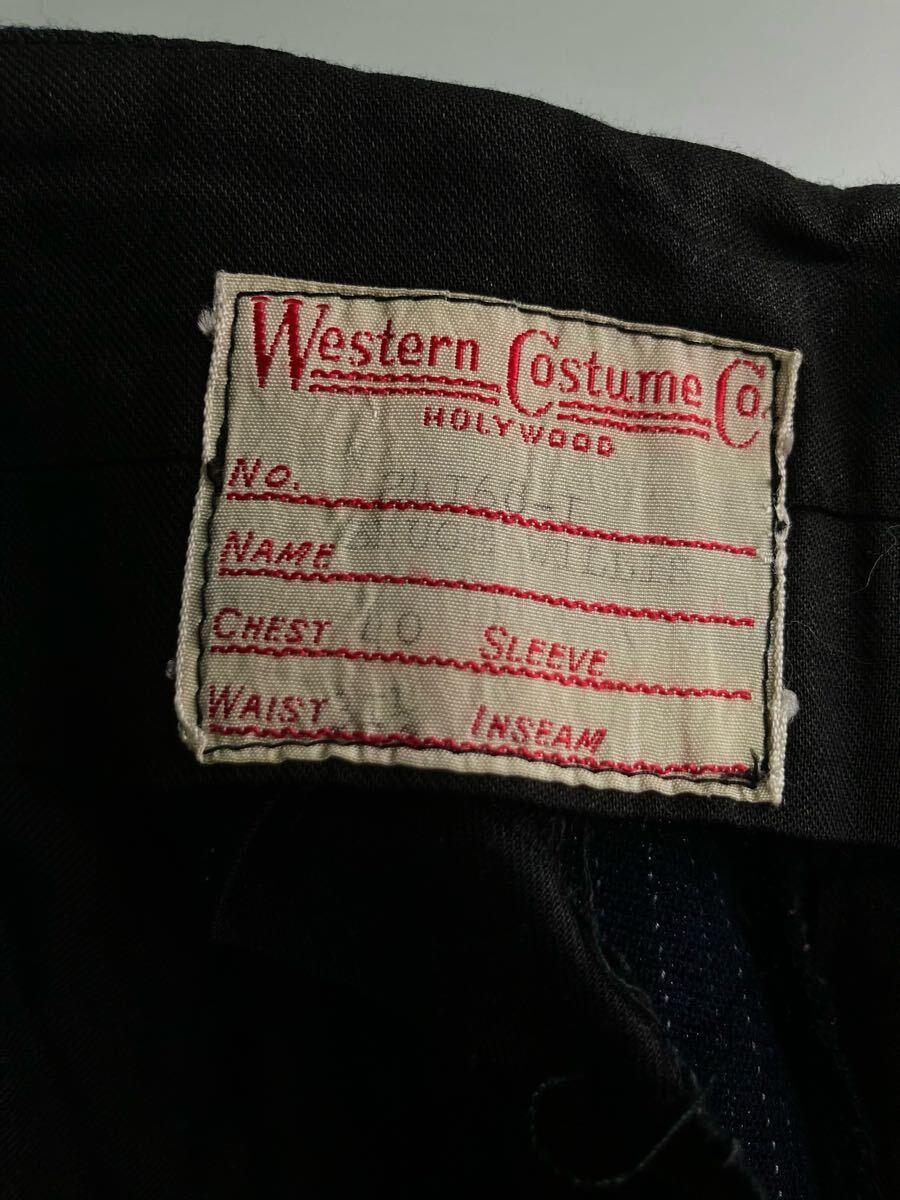 Western Costume Co.
HOLYWOOD
No.
NAME
CHEST 40 SLEEVE
WAIST INSEAM